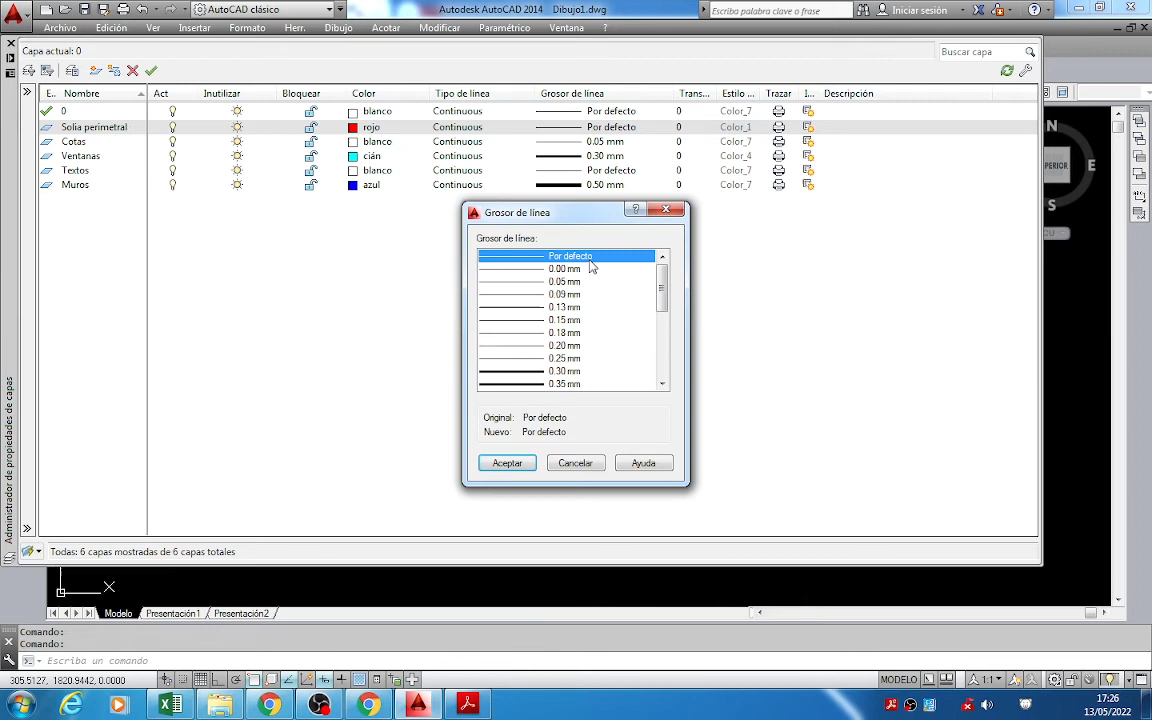 AutoCAD clásico
Autodesk AutoCAD 2014 Dibujo1.dwg
Escriba palabra clave o frase
Iniciar sesión
Archivo Edición Ver Insertar Formato Herr. Dibujo Acotar Modificar Paramétrico Ventana ?
Capa actual: 0
Buscar capa
E.. Nombre Act Inutilizar Bloquear Color Tipo de línea Grosor de línea Trans... Estilo ... Trazar I... Descripción
0 blanco Continuous Por defecto 0 Color_7
Solia perimetral rojo Continuous Por defecto 0 Color_1
Cotas blanco Continuous 0.05 mm 0 Color_7
Ventanas cián Continuous 0.30 mm 0 Color_4
Textos blanco Continuous Por defecto 0 Color_7
Muros azul Continuous 0.50 mm 0 Color_7
N
E
S
Grosor de línea
Grosor de línea:
Por defecto
0.00 mm
0.05 mm
0.09 mm
0.13 mm
0.15 mm
0.18 mm
0.20 mm
0.25 mm
0.30 mm
0.35 mm
Original: Por defecto
Nuevo: Por defecto
Aceptar Cancelar Ayuda
Administrador de propiedades de capas
Todas: 6 capas mostradas de 6 capas totales
X
Modelo Presentación1 Presentación2
Comando:
Comando:
Escriba un comando
305.5127, 1820.9442, 0.0000
MODELO
1:1
17:26
13/05/2022